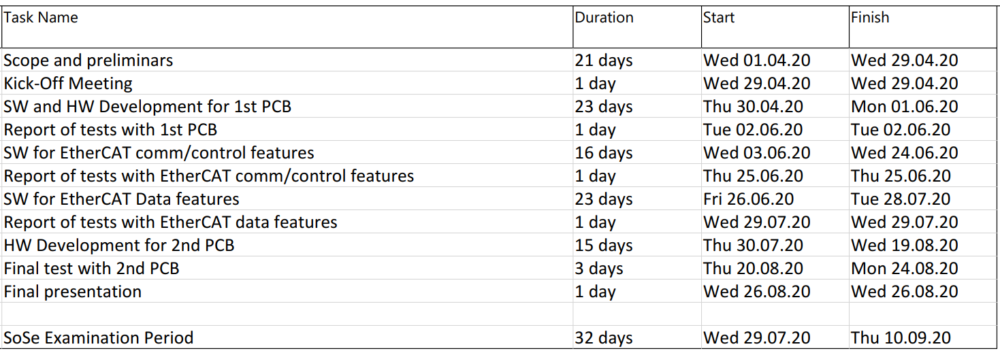 Task Name Duration Start Finish
Scope and preliminars 21 days Wed 01.04.20 Wed 29.04.20
Kick-Off Meeting 1 day Wed 29.04.20 Wed 29.04.20
SW and HW Development for 1st PCB 23 days Thu 30.04.20 Mon 01.06.20
Report of tests with 1st PCB 1 day Tue 02.06.20 Tue 02.06.20
SW for EtherCAT comm/control features 16 days Wed 03.06.20 Wed 24.06.20
Report of tests with EtherCAT comm/control features 1 day Thu 25.06.20 Thu 25.06.20
SW for EtherCAT Data features 23 days Fri 26.06.20 Tue 28.07.20
Report of tests with EtherCAT data features 1 day Wed 29.07.20 Wed 29.07.20
HW Development for 2nd PCB 15 days Thu 30.07.20 Wed 19.08.20
Final test with 2nd PCB 3 days Thu 20.08.20 Mon 24.08.20
Final presentation 1 day Wed 26.08.20 Wed 26.08.20
SoSe Examination Period 32 days Wed 29.07.20 Thu 10.09.20